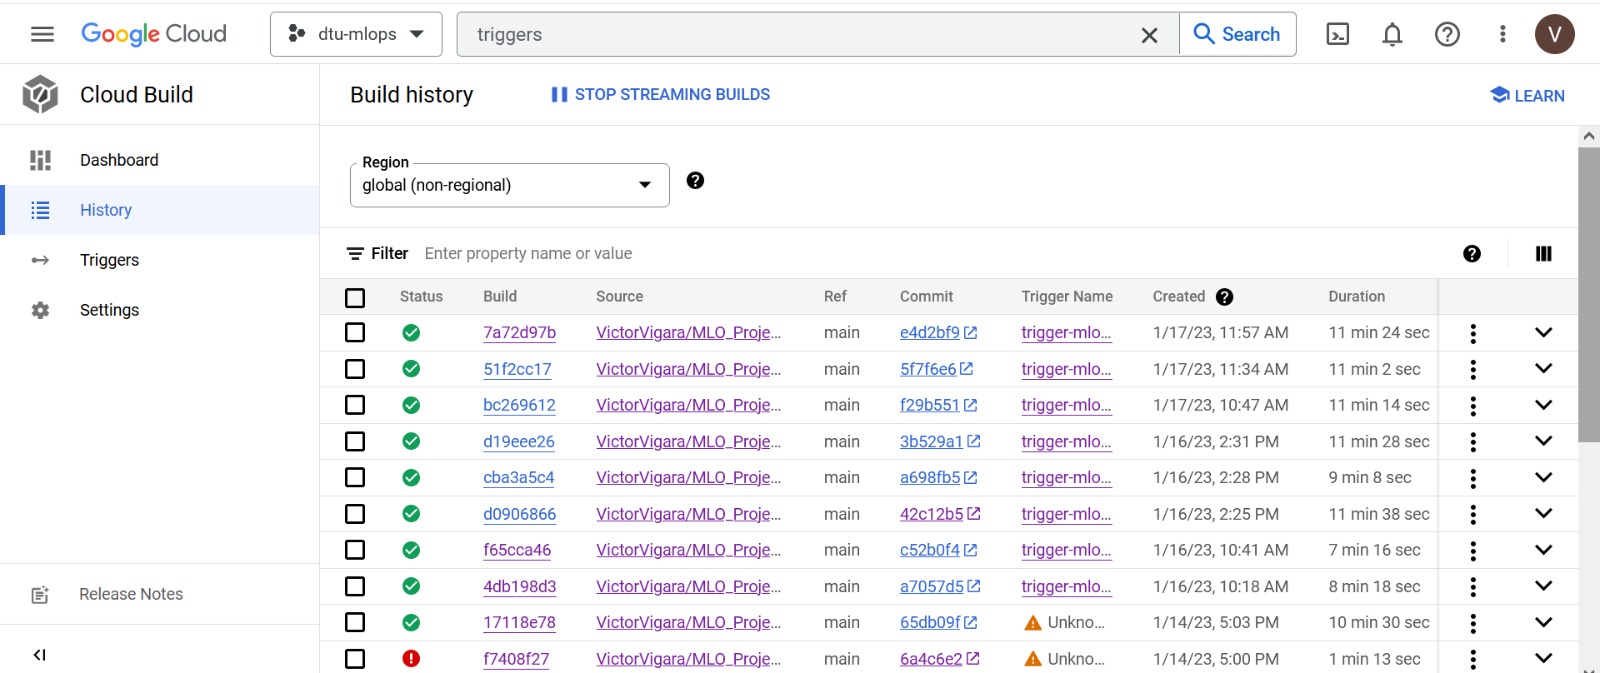 Google Cloud
dtu-mlops
triggers
Search
V
Cloud Build
Build history
STOP STREAMING BUILDS
LEARN
Dashboard
History
Triggers
Settings
Release Notes
Region
global (non-regional)
Filter Enter property name or value
Status Build Source Ref Commit Trigger Name Created Duration
7a72d97b VictorVigara/MLO_Proje... main e4d2bf9 trigger-mlo... 1/17/23, 11:57 AM 11 min 24 sec
51f2cc17 VictorVigara/MLO_Proje... main 5f7f6e6 trigger-mlo... 1/17/23, 11:34 AM 11 min 2 sec
bc269612 VictorVigara/MLO_Proje... main f29b551 trigger-mlo... 1/17/23, 10:47 AM 11 min 14 sec
d19eee26 VictorVigara/MLO_Proje... main 3b529a1 trigger-mlo... 1/16/23, 2:31 PM 11 min 28 sec
cba3a5c4 VictorVigara/MLO_Proje... main a698fb5 trigger-mlo... 1/16/23, 2:28 PM 9 min 8 sec
d0906866 VictorVigara/MLO_Proje... main 42c12b5 trigger-mlo... 1/16/23, 2:25 PM 11 min 38 sec
f65cca46 VictorVigara/MLO_Proje... main c52b0f4 trigger-mlo... 1/16/23, 10:41 AM 7 min 16 sec
4db198d3 VictorVigara/MLO_Proje... main a7057d5 trigger-mlo... 1/16/23, 10:18 AM 8 min 18 sec
17118e78 VictorVigara/MLO_Proje... main 65db09f Unkno... 1/14/23, 5:03 PM 10 min 30 sec
f7408f27 VictorVigara/MLO_Proje... main 6a4c6e2 Unkno... 1/14/23, 5:00 PM 1 min 13 sec